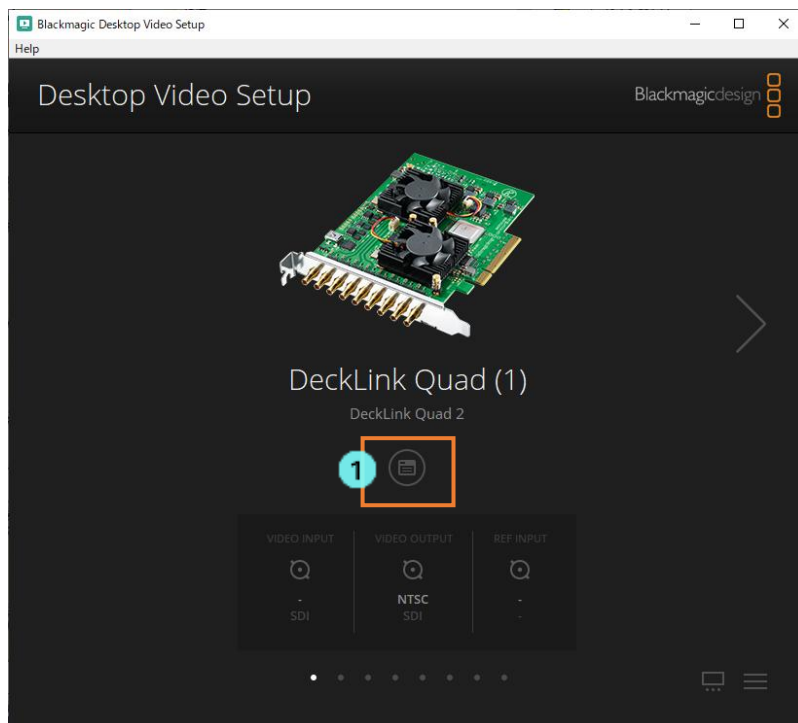 Blackmagic Desktop Video Setup
Help
Desktop Video Setup
Blackmagicdesign
DeckLink Quad (1)
DeckLink Quad 2
1
VIDEO INPUT VIDEO OUTPUT REF INPUT
- NTSC -
SDI SDI -